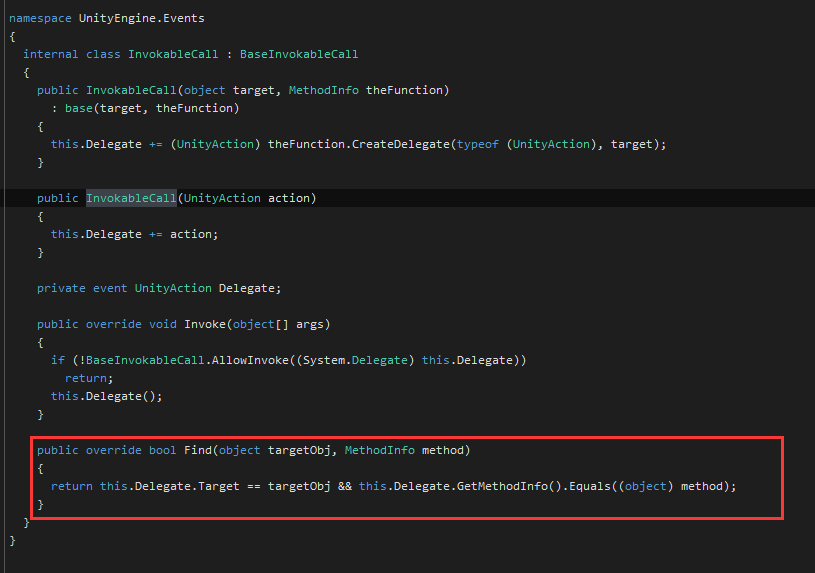 namespace UnityEngine.Events
{
internal class InvokableCall : BaseInvokableCall
{
public InvokableCall(object target, MethodInfo theFunction)
: base(target, theFunction)
{
this.Delegate += (UnityAction) theFunction.CreateDelegate(typeof (UnityAction), target);
}
public InvokableCall(UnityAction action)
{
this.Delegate += action;
}
private event UnityAction Delegate;
public override void Invoke(object[] args)
{
if (!BaseInvokableCall.AllowInvoke((System.Delegate) this.Delegate))
return;
this.Delegate();
}
public override bool Find(object targetObj, MethodInfo method)
{
return this.Delegate.Target == targetObj && this.Delegate.GetMethodInfo().Equals((object) method);
}
}
}